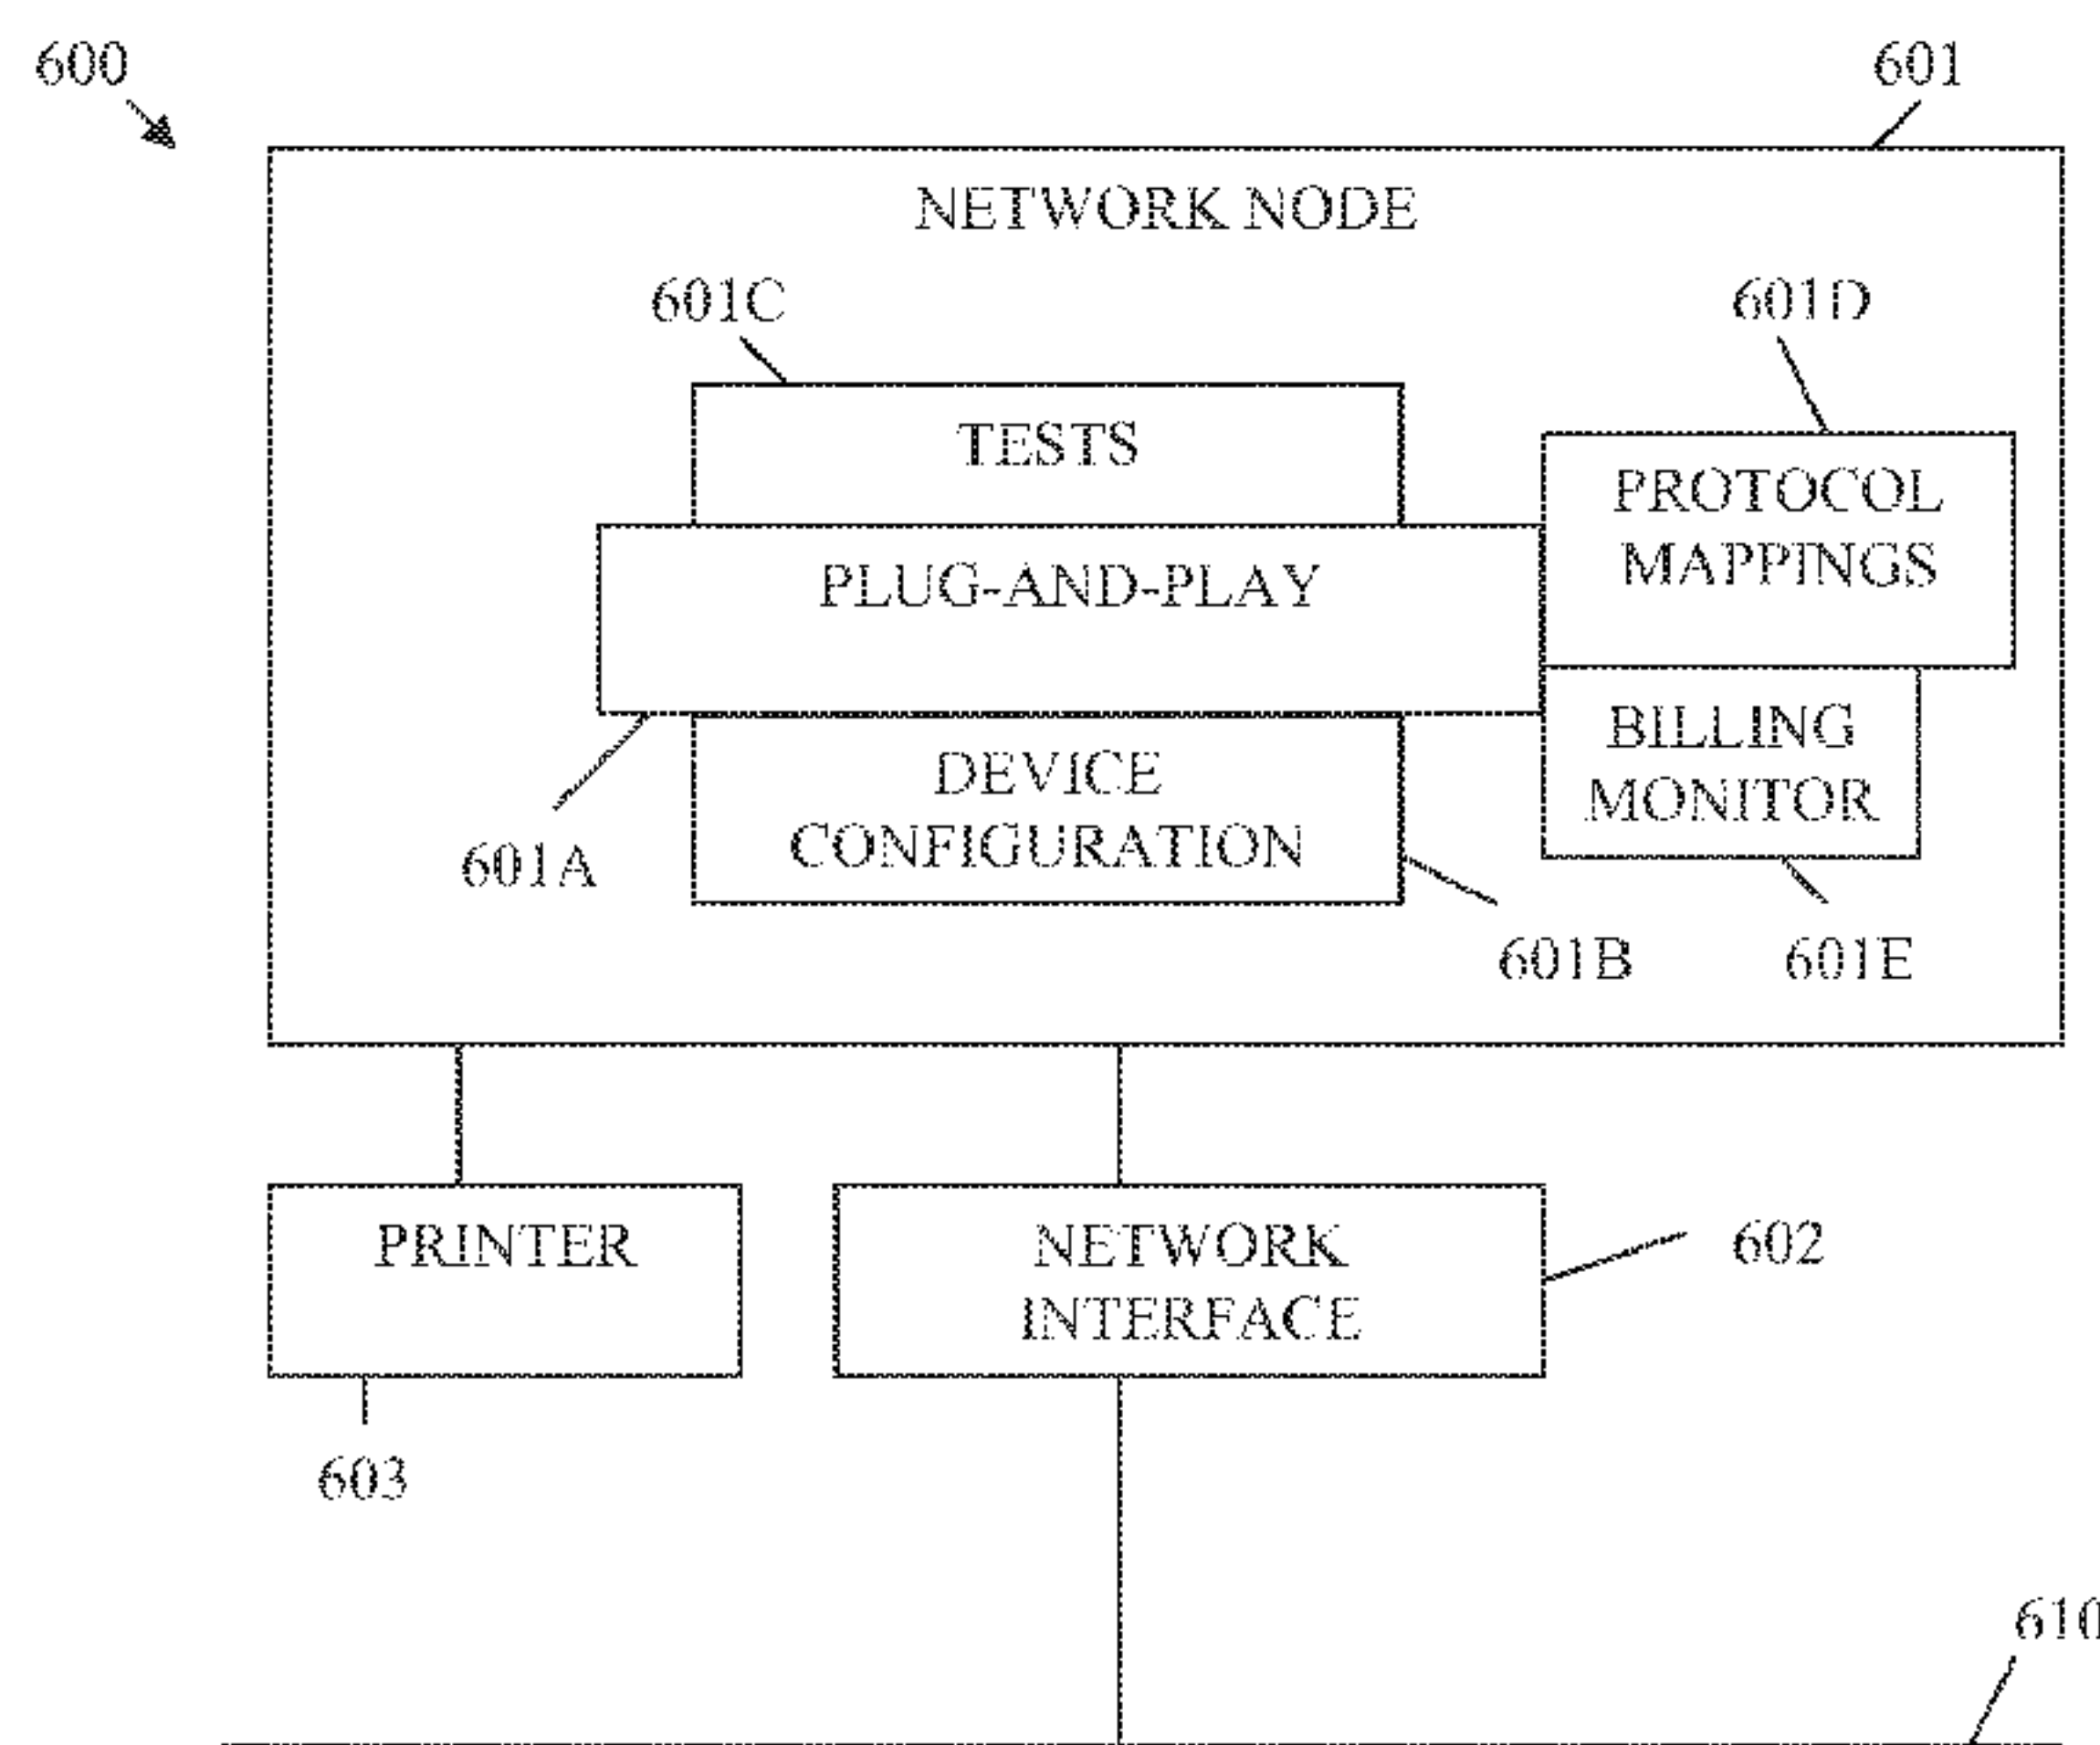 600
601
NETWORK NODE
601C
601D
TESTS
PROTOCOL
MAPPINGS
PLUG-AND-PLAY
BILLING
MONITOR
DEVICE
CONFIGURATION
601A
601B
601E
PRINTER
NETWORK
INTERFACE
602
603
610